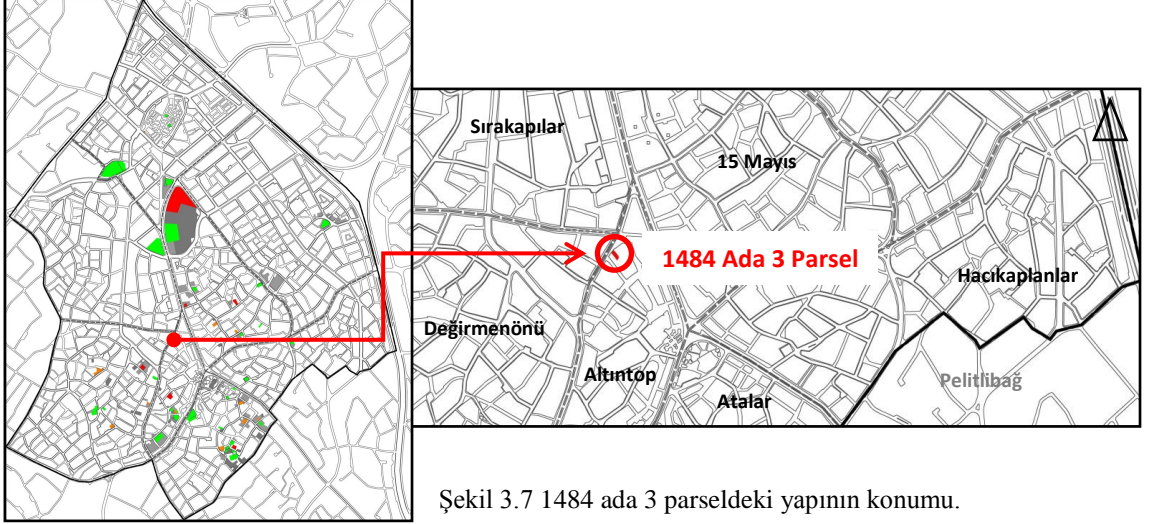 Sırakapılar
15 Mayıs
1484 Ada 3 Parsel
Hacıkaplanlar
Değirmenönü
Altıntop
Pelitlibağ
Atalar
Şekil 3.7 1484 ada 3 parseldeki yapının konumu.